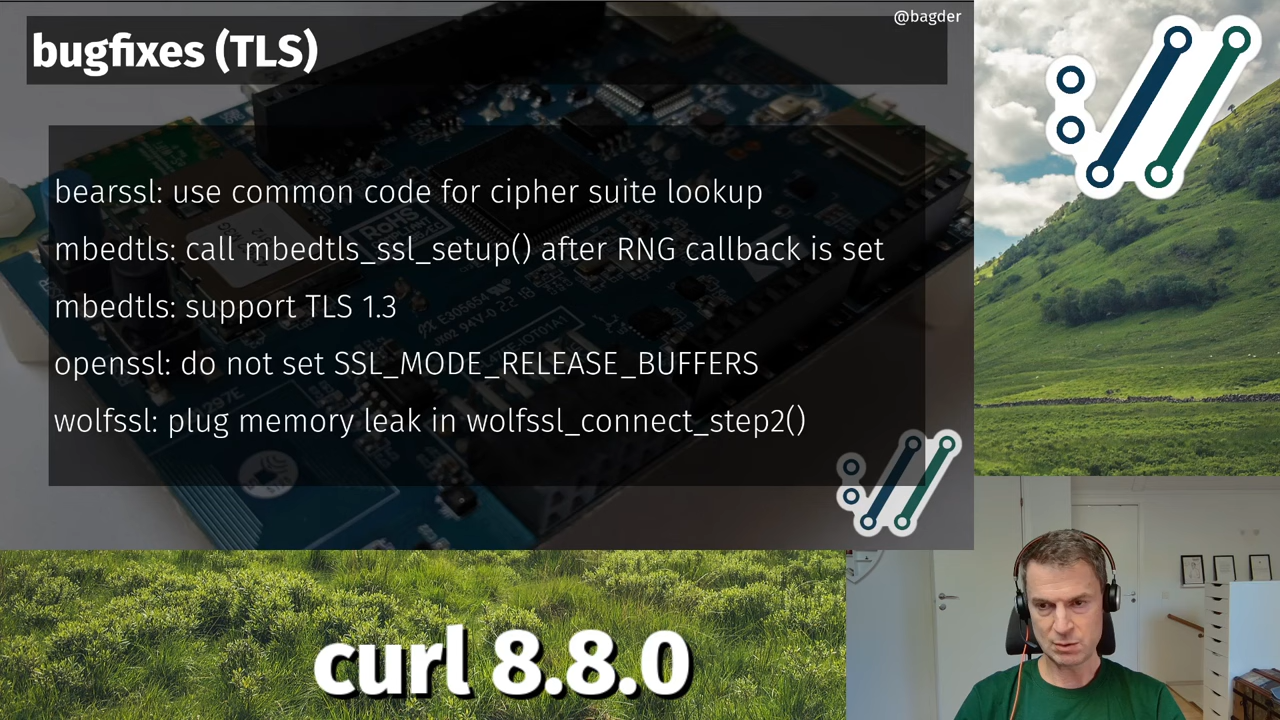 @bagder
bugfixes (TLS)
bearssl: use common code for cipher suite lookup
mbedtls: call mbedtls_ssl_setup() after RNG callback is set
mbedtls: support TLS 1.3
openssl: do not set SSL_MODE_RELEASE_BUFFERS
wolfssl: plug memory leak in wolfssl_connect_step2()
curl 8.8.0